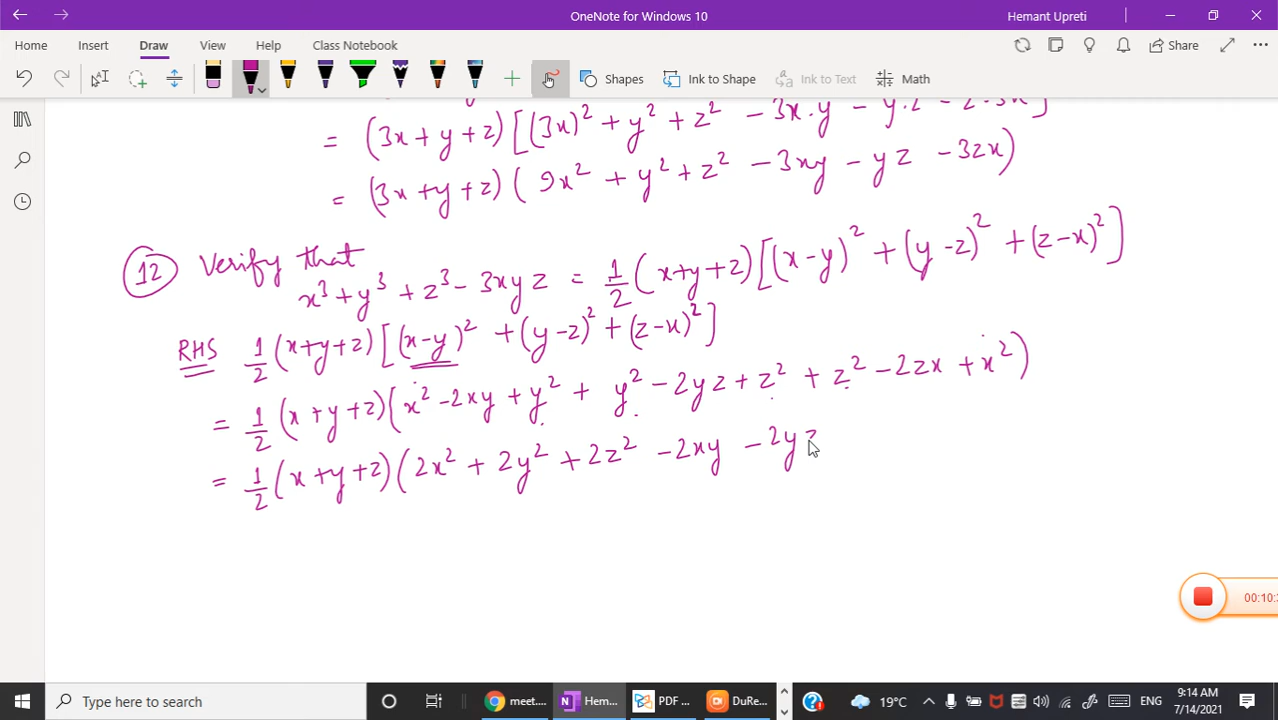 OneNote for Windows 10
Hemant Upreti
Home Insert Draw View Help Class Notebook
Share
Shapes Ink to Shape Ink to Text Math
= (3x+y+z)[(3x)² + y² + z² - 3x·y - y·z - z·3x]
= (3x+y+z)(9x² + y² + z² - 3xy - yz - 3zx)
12 Verify that
x³ + y³ + z³ - 3xyz = 1/2 (x+y+z)[(x-y)² + (y-z)² + (z-x)²]
RHS 1/2 (x+y+z)[(x-y)² + (y-z)² + (z-x)²]
= 1/2 (x+y+z)(x² - 2xy + y² + y² - 2yz + z² + z² - 2zx + x²)
= 1/2 (x+y+z)(2x² + 2y² + 2z² - 2xy - 2yz
Type here to search
meet....
Hem...
PDF ...
DuRe...
19°C
ENG
9:14 AM
7/14/2021